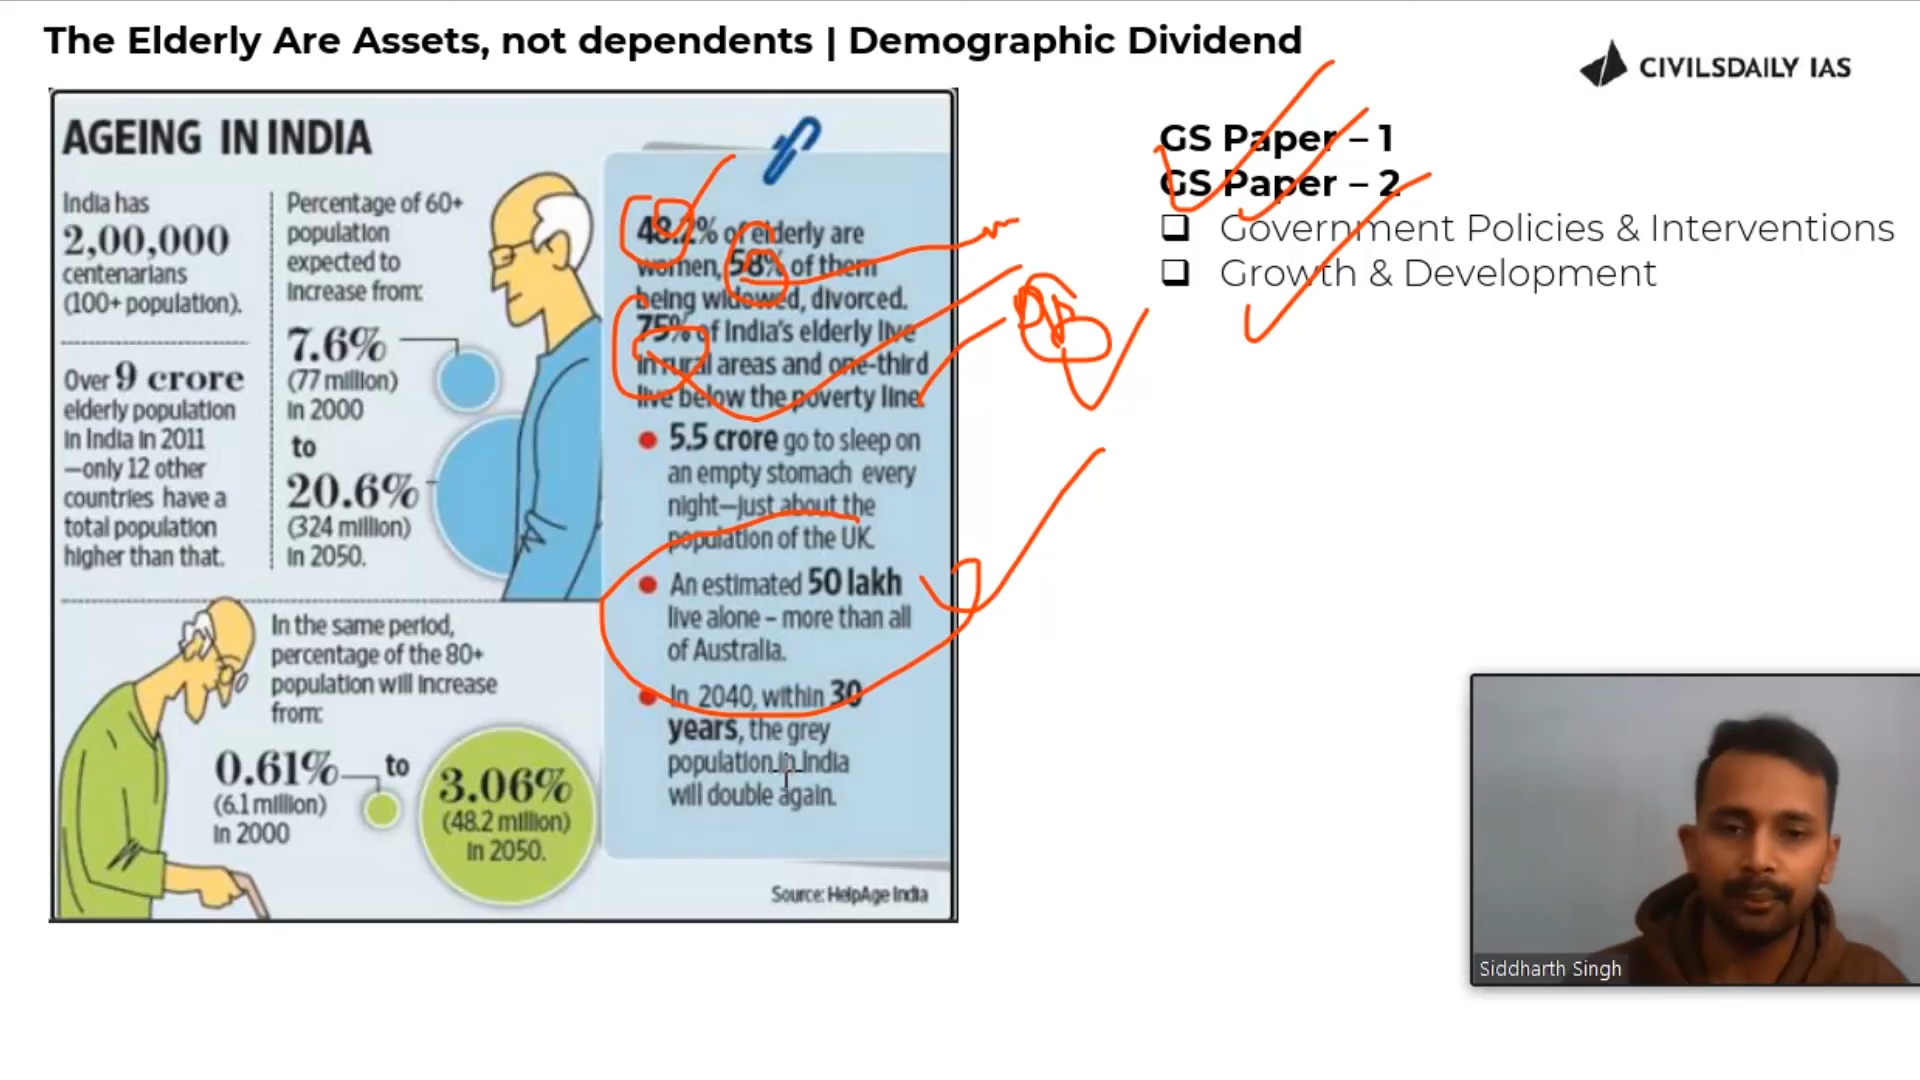 The Elderly Are Assets, not dependents | Demographic Dividend
CIVILSDAILY IAS
AGEING IN INDIA
India has
2,00,000
centenarians
(100+ population).
Over 9 crore
elderly population
in India in 2011
—only 12 other
countries have a
total population
higher than that.
Percentage of 60+
population
expected to
increase from:
7.6%
(77 million)
in 2000
to
20.6%
(324 million)
in 2050.
In the same period,
percentage of the 80+
population will increase
from:
0.61%
(6.1 million)
in 2000
to
3.06%
(48.2 million)
in 2050.
48.2% of elderly are
women, 58% of them
being widowed, divorced.
75% of India's elderly live
in rural areas and one-third
live below the poverty line.
5.5 crore go to sleep on
an empty stomach every
night—just about the
population of the UK.
An estimated 50 lakh
live alone – more than all
of Australia.
In 2040, within 30
years, the grey
population in India
will double again.
Source: HelpAge India
GS Paper – 1
GS Paper – 2
Government Policies & Interventions
Growth & Development
Siddharth Singh